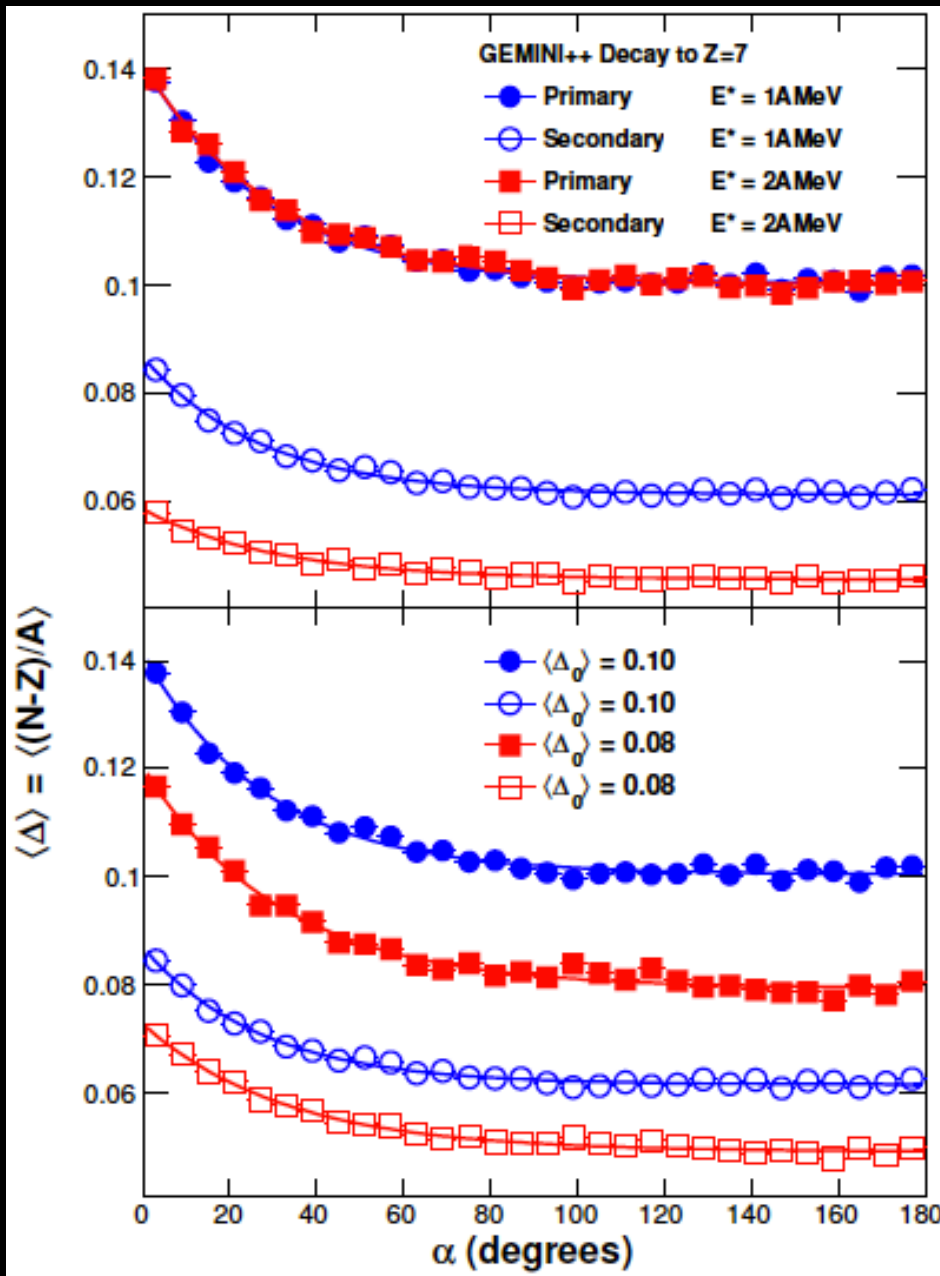 GEMINI++ Decay to Z=7
Primary E* = 1AMeV
Secondary E* = 1AMeV
Primary E* = 2AMeV
Secondary E* = 2AMeV
0.14
0.12
0.1
0.08
0.06
⟨Δ⟩ = ⟨(N-Z)/A⟩
⟨Δ₀⟩ = 0.10
⟨Δ₀⟩ = 0.10
⟨Δ₀⟩ = 0.08
⟨Δ₀⟩ = 0.08
0.14
0.12
0.1
0.08
0.06
0 20 40 60 80 100 120 140 160 180
α (degrees)